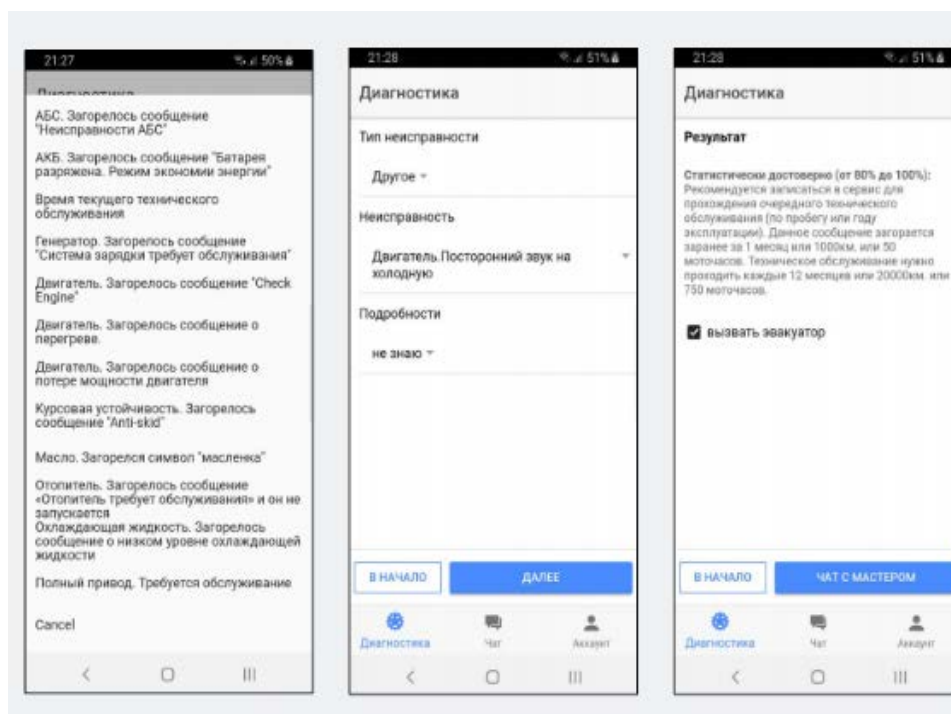 21:27 50%
Диагностика
АБС. Загорелось сообщение
"Неисправности АБС"
АКБ. Загорелось сообщение "Батарея
разряжена. Режим экономии энергии"
Время текущего технического
обслуживания
Генератор. Загорелось сообщение
"Система зарядки требует обслуживания"
Двигатель. Загорелось сообщение "Check
Engine"
Двигатель. Загорелось сообщение о
перегреве.
Двигатель. Загорелось сообщение о
потере мощности двигателя
Курсовая устойчивость. Загорелось
сообщение "Anti-skid"
Масло. Загорелся символ "масленка"
Отопитель. Загорелось сообщение
«Отопитель требует обслуживания» и он не
запускается
Охлаждающая жидкость. Загорелось
сообщение о низком уровне охлаждающей
жидкости
Полный привод. Требуется обслуживание
Cancel
21:28 51%
Диагностика
Тип неисправности
Другое
Неисправность
Двигатель.Посторонний звук на
холодную
Подробности
не знаю
В НАЧАЛО ДАЛЕЕ
Диагностика Чат Аккаунт
21:28 51%
Диагностика
Результат
Статистически достоверно (от 80% до 100%):
Рекомендуется записаться в сервис для
прохождения очередного технического
обслуживания (по пробегу или году
эксплуатации). Данное сообщение загорается
заранее за 1 месяц или 1000км, или 50
моточасов. Техническое обслуживание нужно
проходить каждые 12 месяцев или 20000км. или
750 моточасов.
вызвать эвакуатор
В НАЧАЛО ЧАТ С МАСТЕРОМ
Диагностика Чат Аккаунт